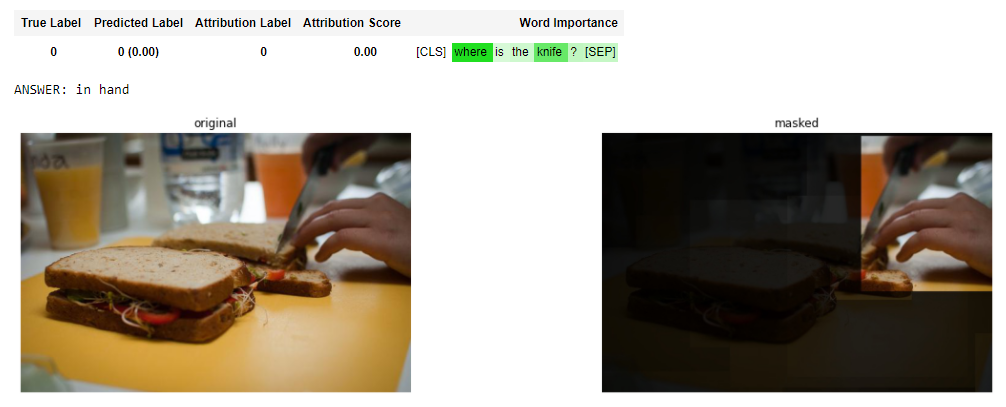 True Label Predicted Label Attribution Label Attribution Score Word Importance
0 0 (0.00) 0 0.00 [CLS] where is the knife ? [SEP]
ANSWER: in hand
original masked